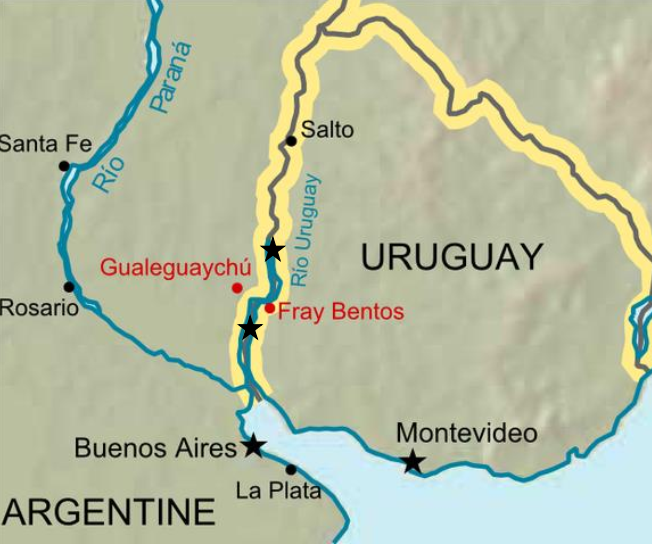 Paraná
Salto
Santa Fe
Río
Río Uruguay
URUGUAY
Gualeguaychú
Rosario
Fray Bentos
Montevideo
Buenos Aires
La Plata
ARGENTINE